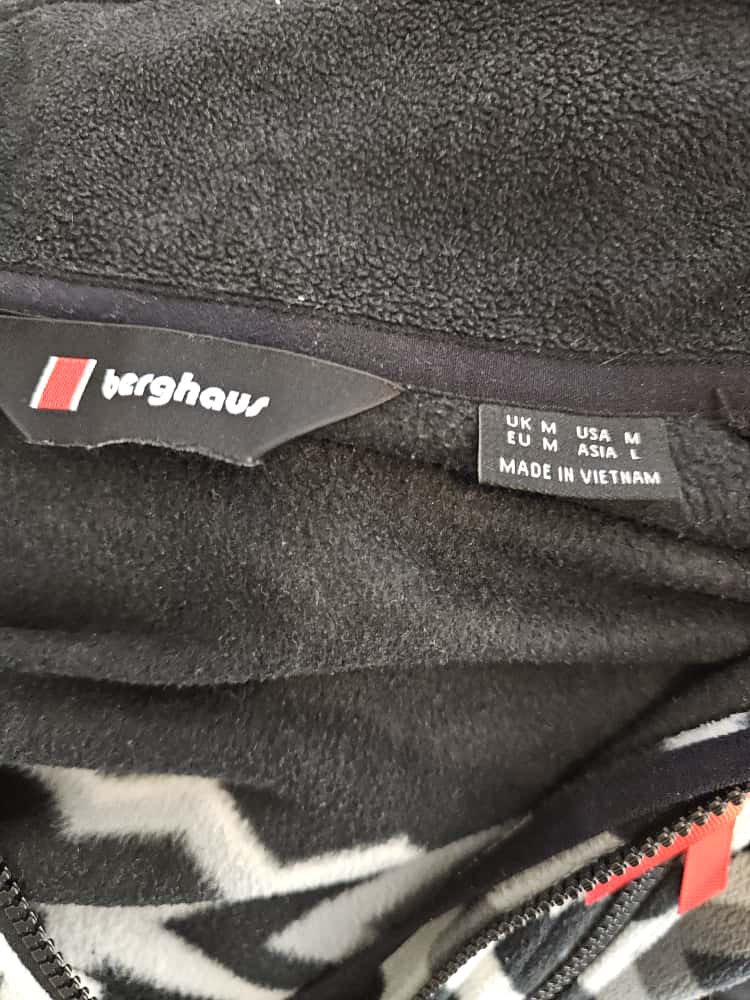 berghaus
UK M USA M
EU M ASIA L
MADE IN VIETNAM